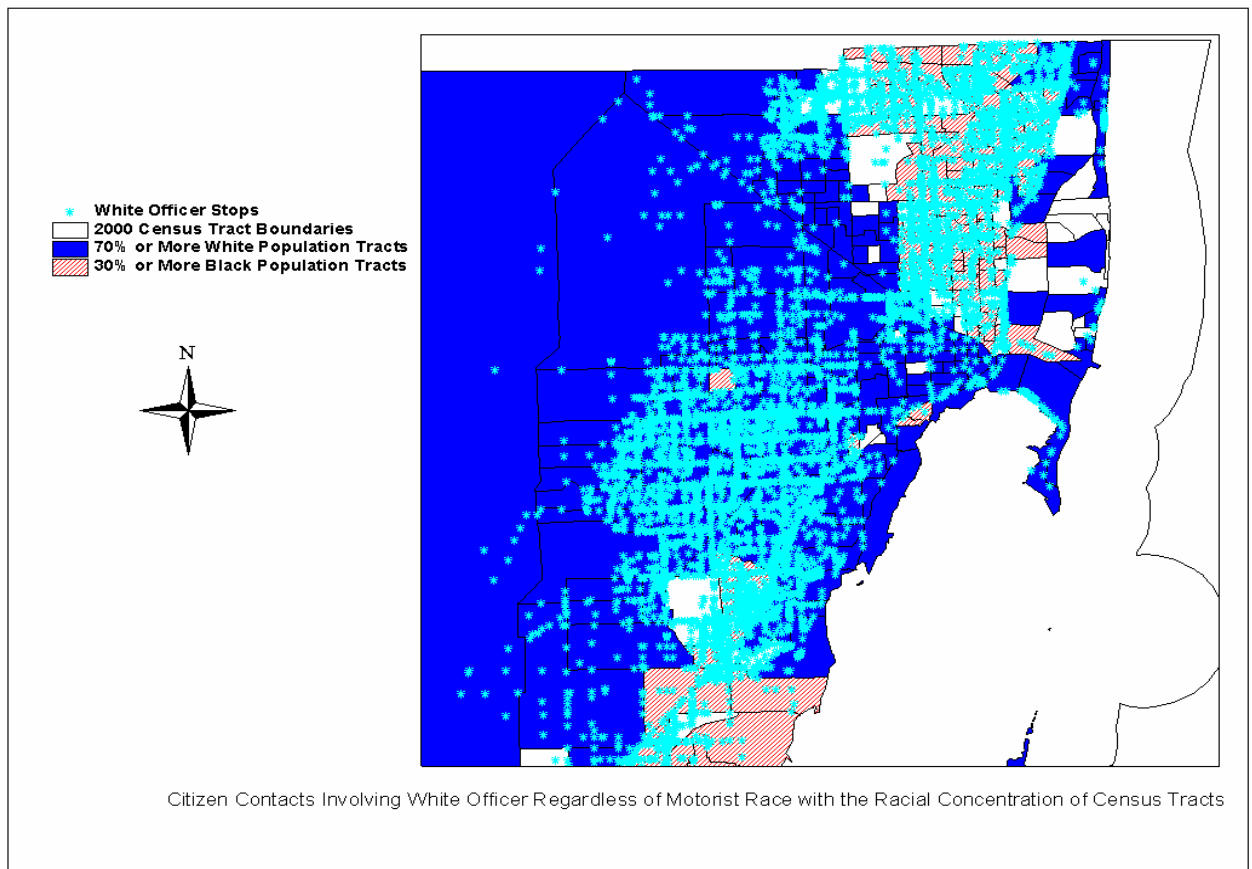 White Officer Stops
2000 Census Tract Boundaries
70% or More White Population Tracts
30% or More Black Population Tracts
N
Citizen Contacts Involving White Officer Regardless of Motorist Race with the Racial Concentration of Census Tracts